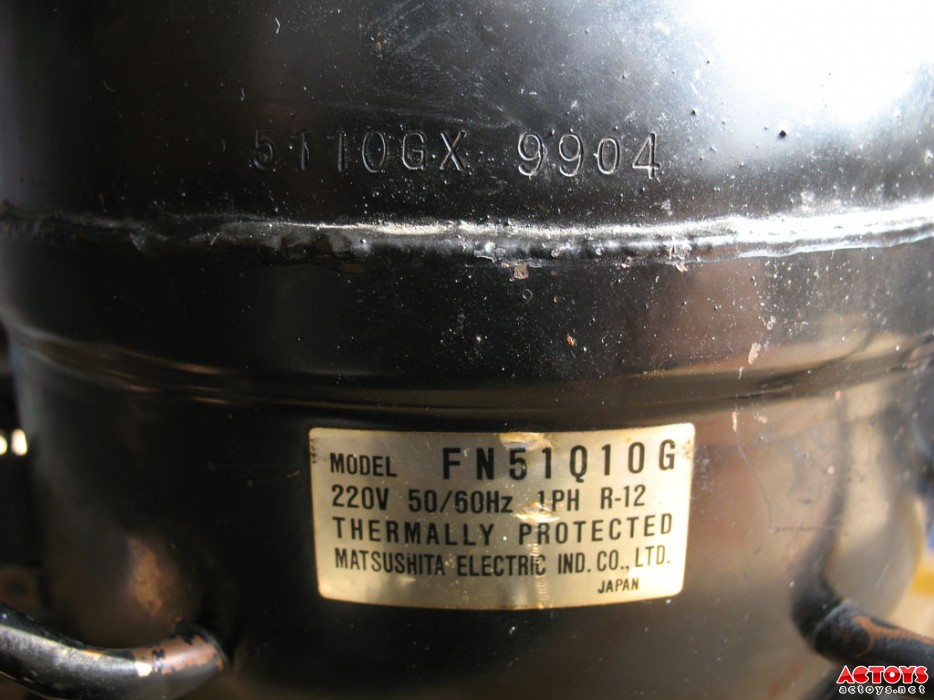 5110GX 9904
MODEL FN51Q10G
220V 50/60Hz 1PH R-12
THERMALLY PROTECTED
MATSUSHITA ELECTRIC IND. CO., LTD.
JAPAN
ACTOYS
actoys.net